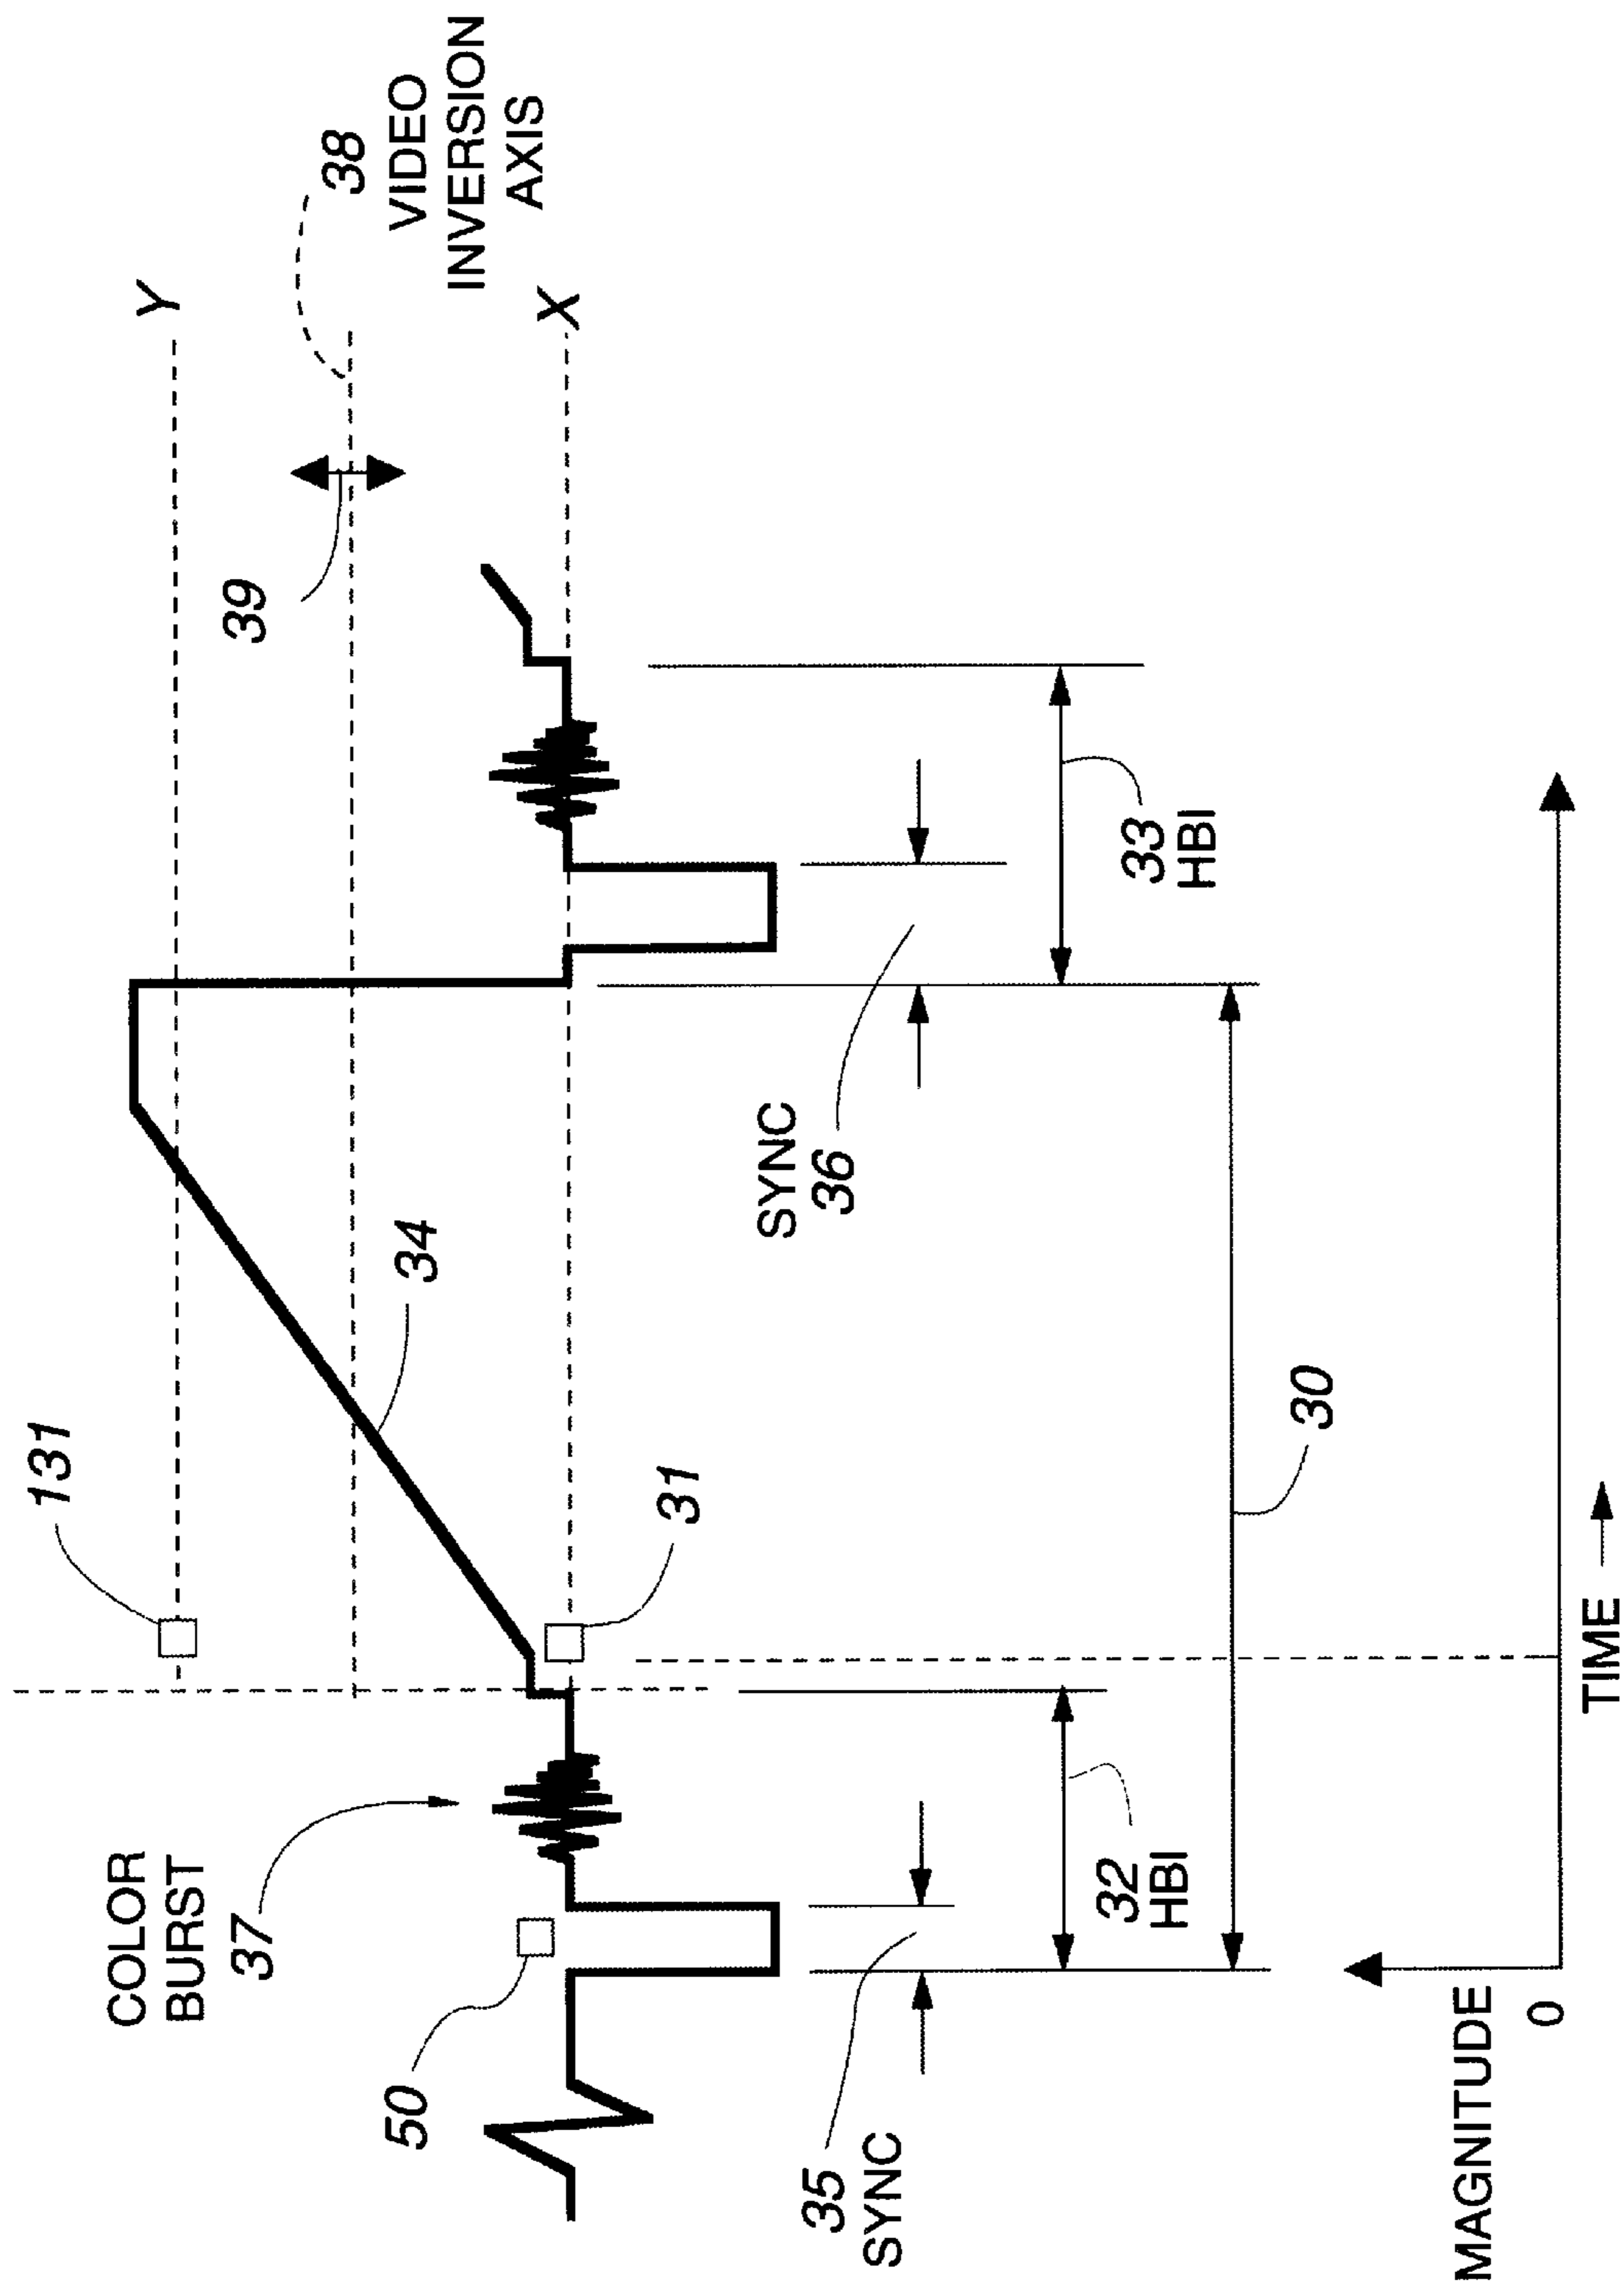 COLOR
BURST
37
50
131
34
39
Y
38
VIDEO
INVERSION
AXIS
X
31
35
SYNC
SYNC
36
32
HBI
33
HBI
30
MAGNITUDE
0
TIME